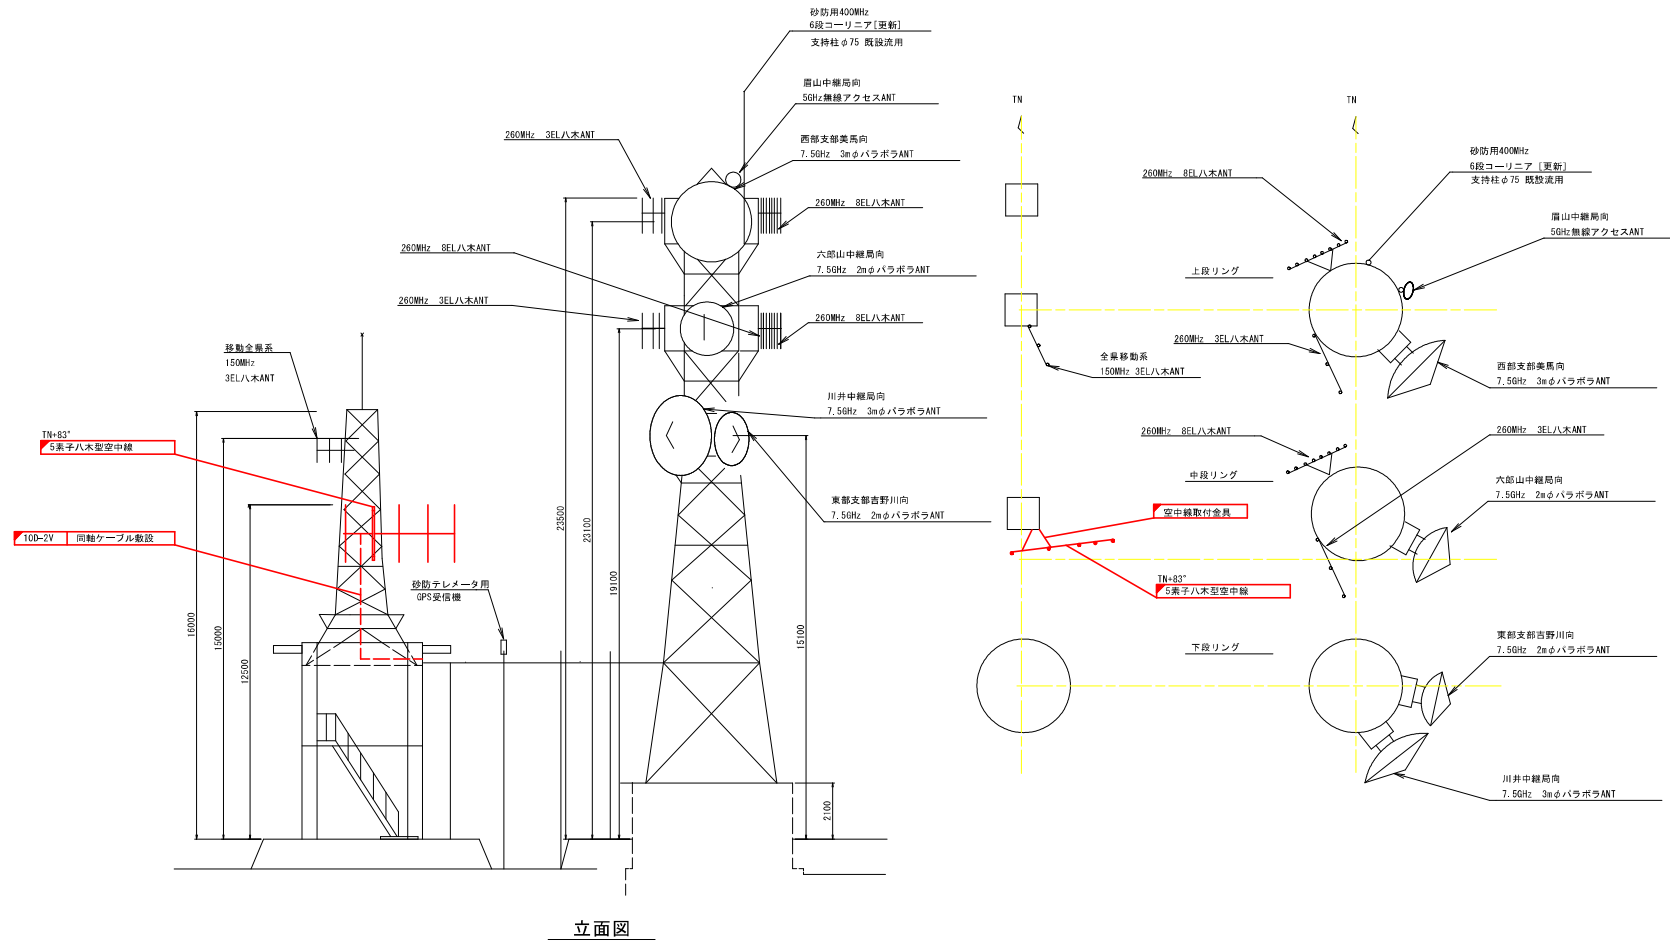 砂防用400MHz
6段コーリニア[更新]
支持柱φ75 既設流用
眉山中継局向
5GHz無線アクセスANT
260MHz 3EL八木ANT
西部支部美馬向
7.5GHz 3mφパラボラANT
260MHz 8EL八木ANT
260MHz 8EL八木ANT
六郎山中継局向
7.5GHz 2mφパラボラANT
260MHz 3EL八木ANT
260MHz 8EL八木ANT
移動全県系
150MHz
3EL八木ANT
川井中継局向
7.5GHz 3mφパラボラANT
TN+83°
5素子八木型空中線
東部支部吉野川向
7.5GHz 2mφパラボラANT
10D-2V 同軸ケーブル敷設
砂防テレメータ用
GPS受信機
16000
15000
12500
23500
23100
19100
15100
2100
立面図
TN
全県移動系
150MHz 3EL八木ANT
空中線取付金具
TN+83°
5素子八木型空中線
TN
砂防用400MHz
6段コーリニア [更新]
支持柱φ75 既設流用
260MHz 8EL八木ANT
眉山中継局向
5GHz無線アクセスANT
上段リング
260MHz 3EL八木ANT
西部支部美馬向
7.5GHz 3mφパラボラANT
260MHz 8EL八木ANT
260MHz 3EL八木ANT
中段リング
六郎山中継局向
7.5GHz 2mφパラボラANT
下段リング
東部支部吉野川向
7.5GHz 2mφパラボラANT
川井中継局向
7.5GHz 3mφパラボラANT